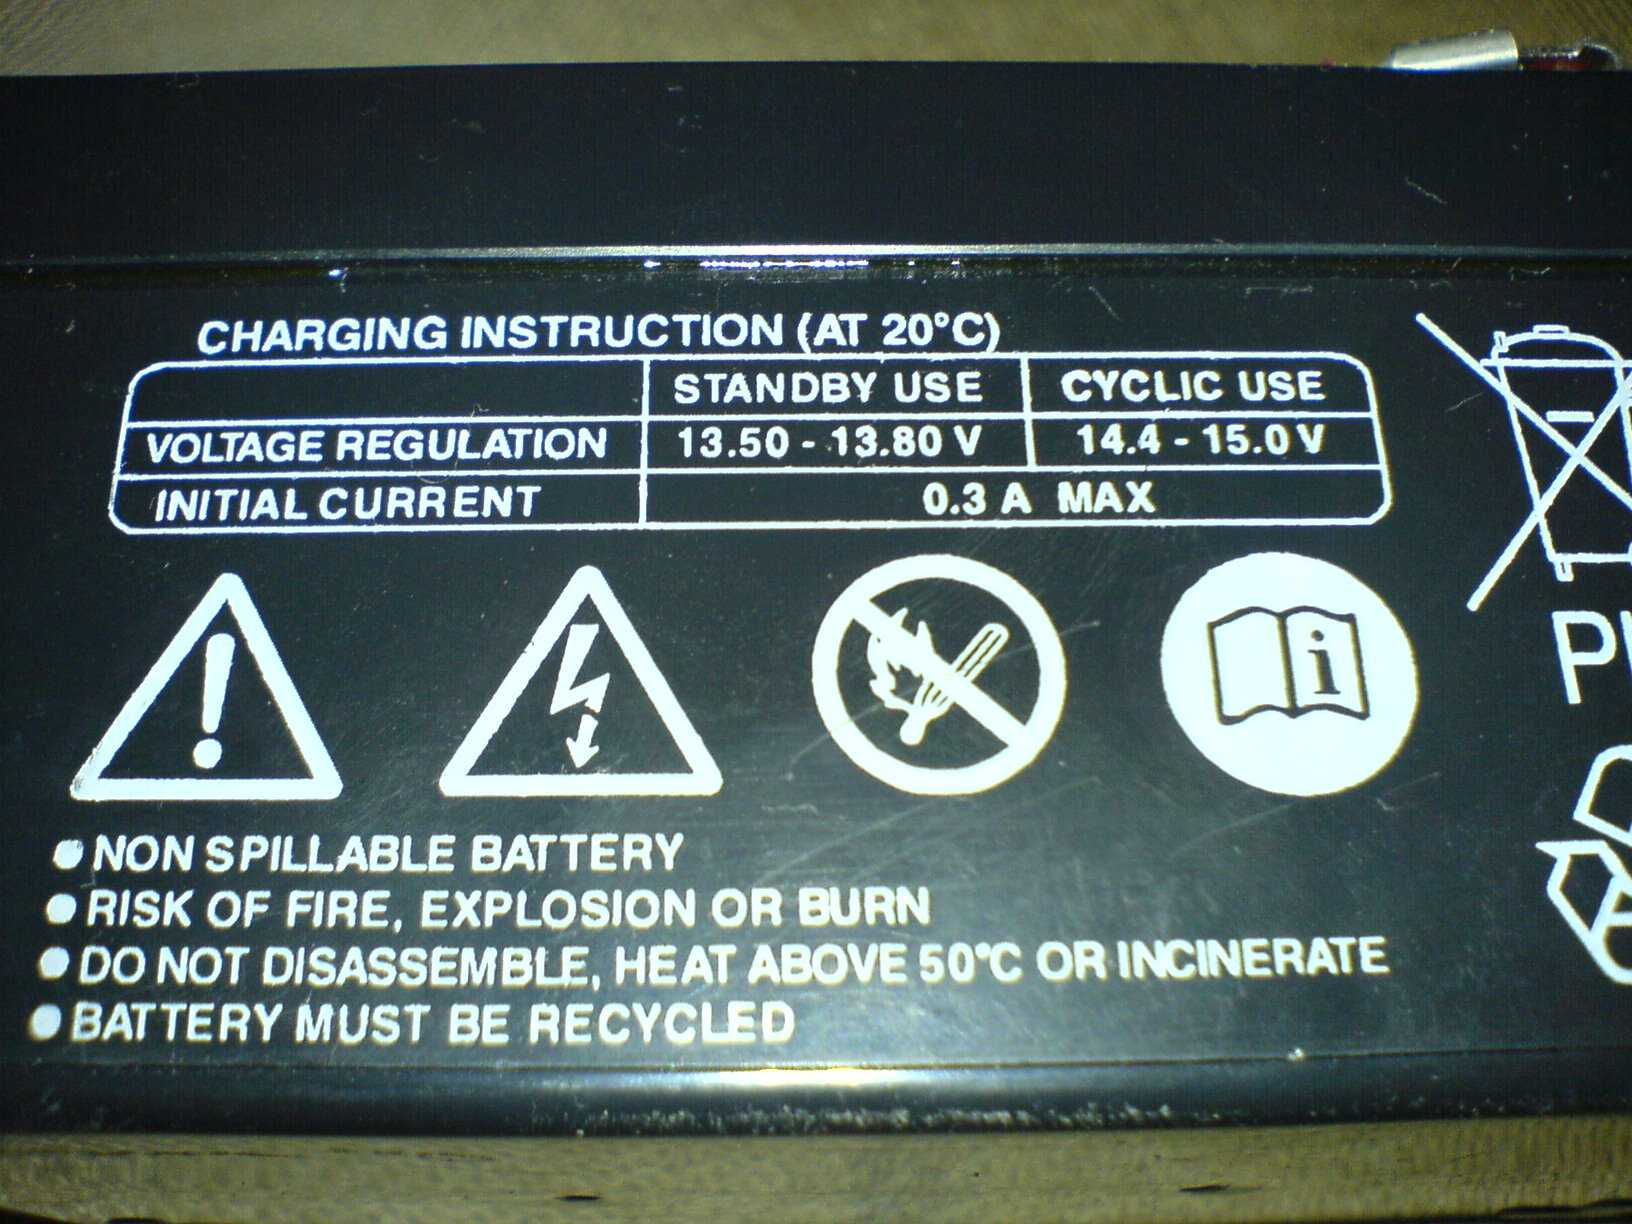 CHARGING INSTRUCTION (AT 20°C)
STANDBY USE CYCLIC USE
VOLTAGE REGULATION 13.50 - 13.80 V 14.4 - 15.0 V
INITIAL CURRENT 0.3 A MAX
● NON SPILLABLE BATTERY
● RISK OF FIRE, EXPLOSION OR BURN
● DO NOT DISASSEMBLE, HEAT ABOVE 50°C OR INCINERATE
● BATTERY MUST BE RECYCLED